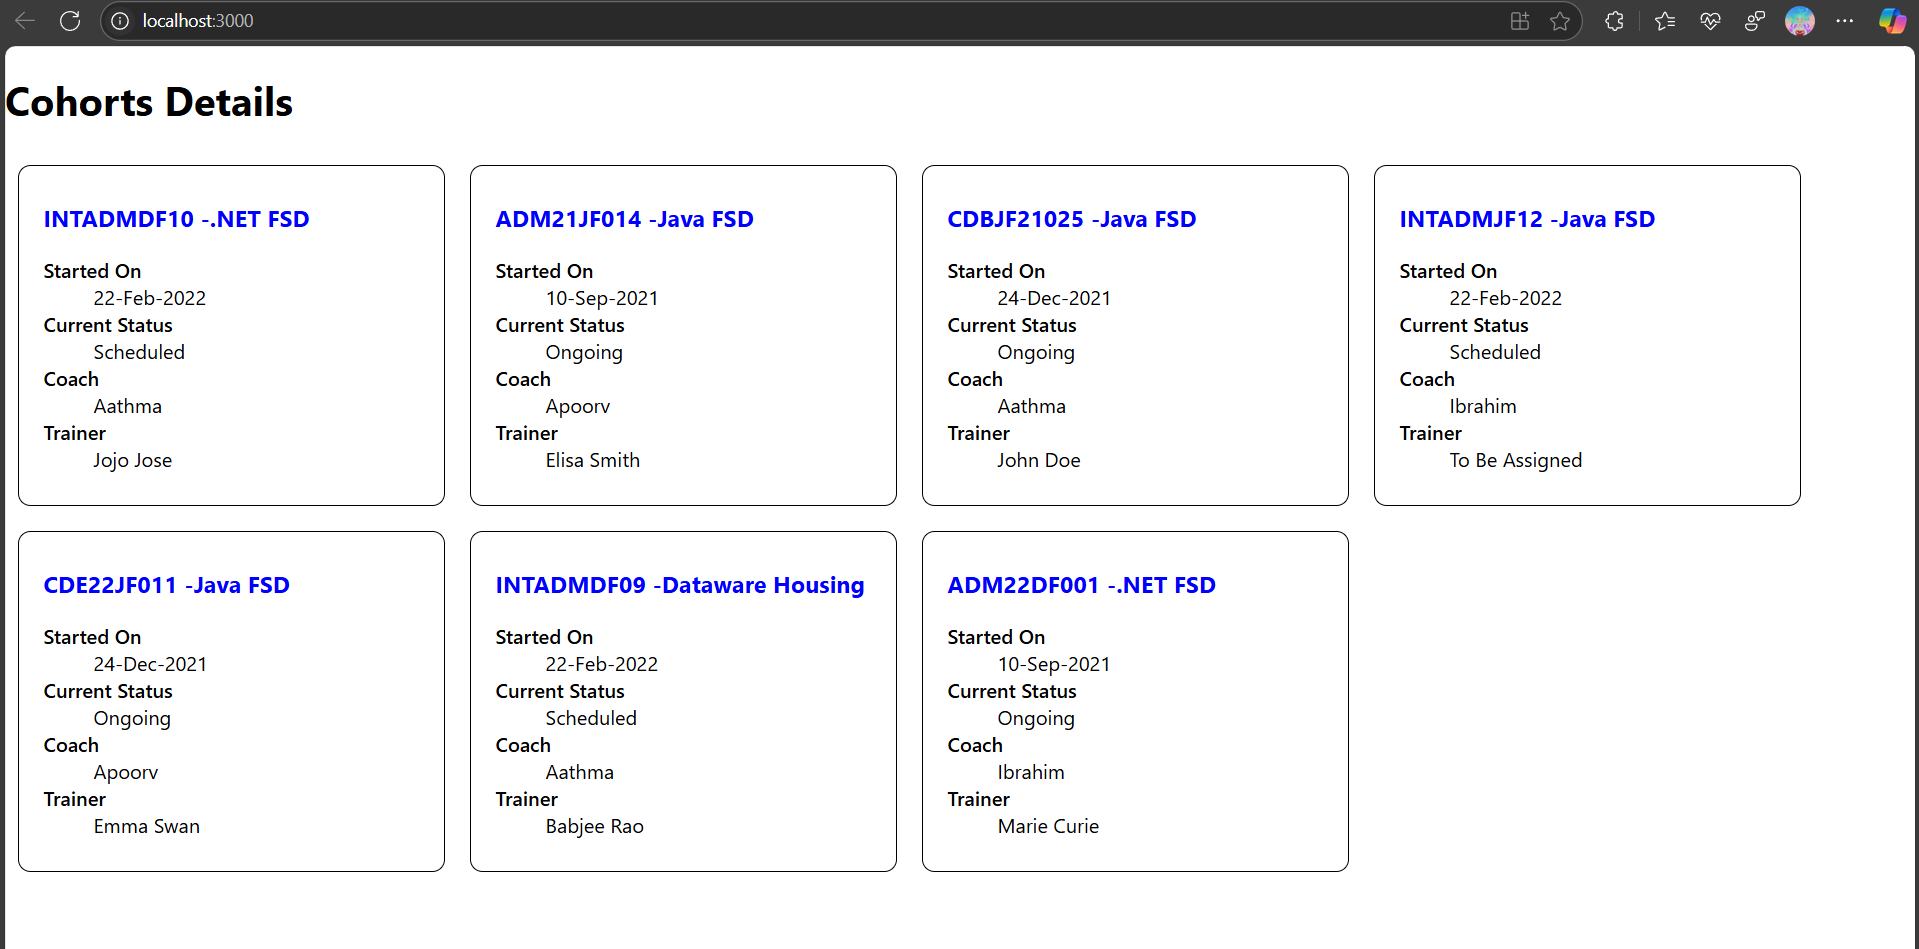 localhost:3000
Cohorts Details
INTADMDF10 -.NET FSD
Started On
22-Feb-2022
Current Status
Scheduled
Coach
Aathma
Trainer
Jojo Jose
ADM21JF014 -Java FSD
Started On
10-Sep-2021
Current Status
Ongoing
Coach
Apoorv
Trainer
Elisa Smith
CDBJF21025 -Java FSD
Started On
24-Dec-2021
Current Status
Ongoing
Coach
Aathma
Trainer
John Doe
INTADMJF12 -Java FSD
Started On
22-Feb-2022
Current Status
Scheduled
Coach
Ibrahim
Trainer
To Be Assigned
CDE22JF011 -Java FSD
Started On
24-Dec-2021
Current Status
Ongoing
Coach
Apoorv
Trainer
Emma Swan
INTADMDF09 -Dataware Housing
Started On
22-Feb-2022
Current Status
Scheduled
Coach
Aathma
Trainer
Babjee Rao
ADM22DF001 -.NET FSD
Started On
10-Sep-2021
Current Status
Ongoing
Coach
Ibrahim
Trainer
Marie Curie